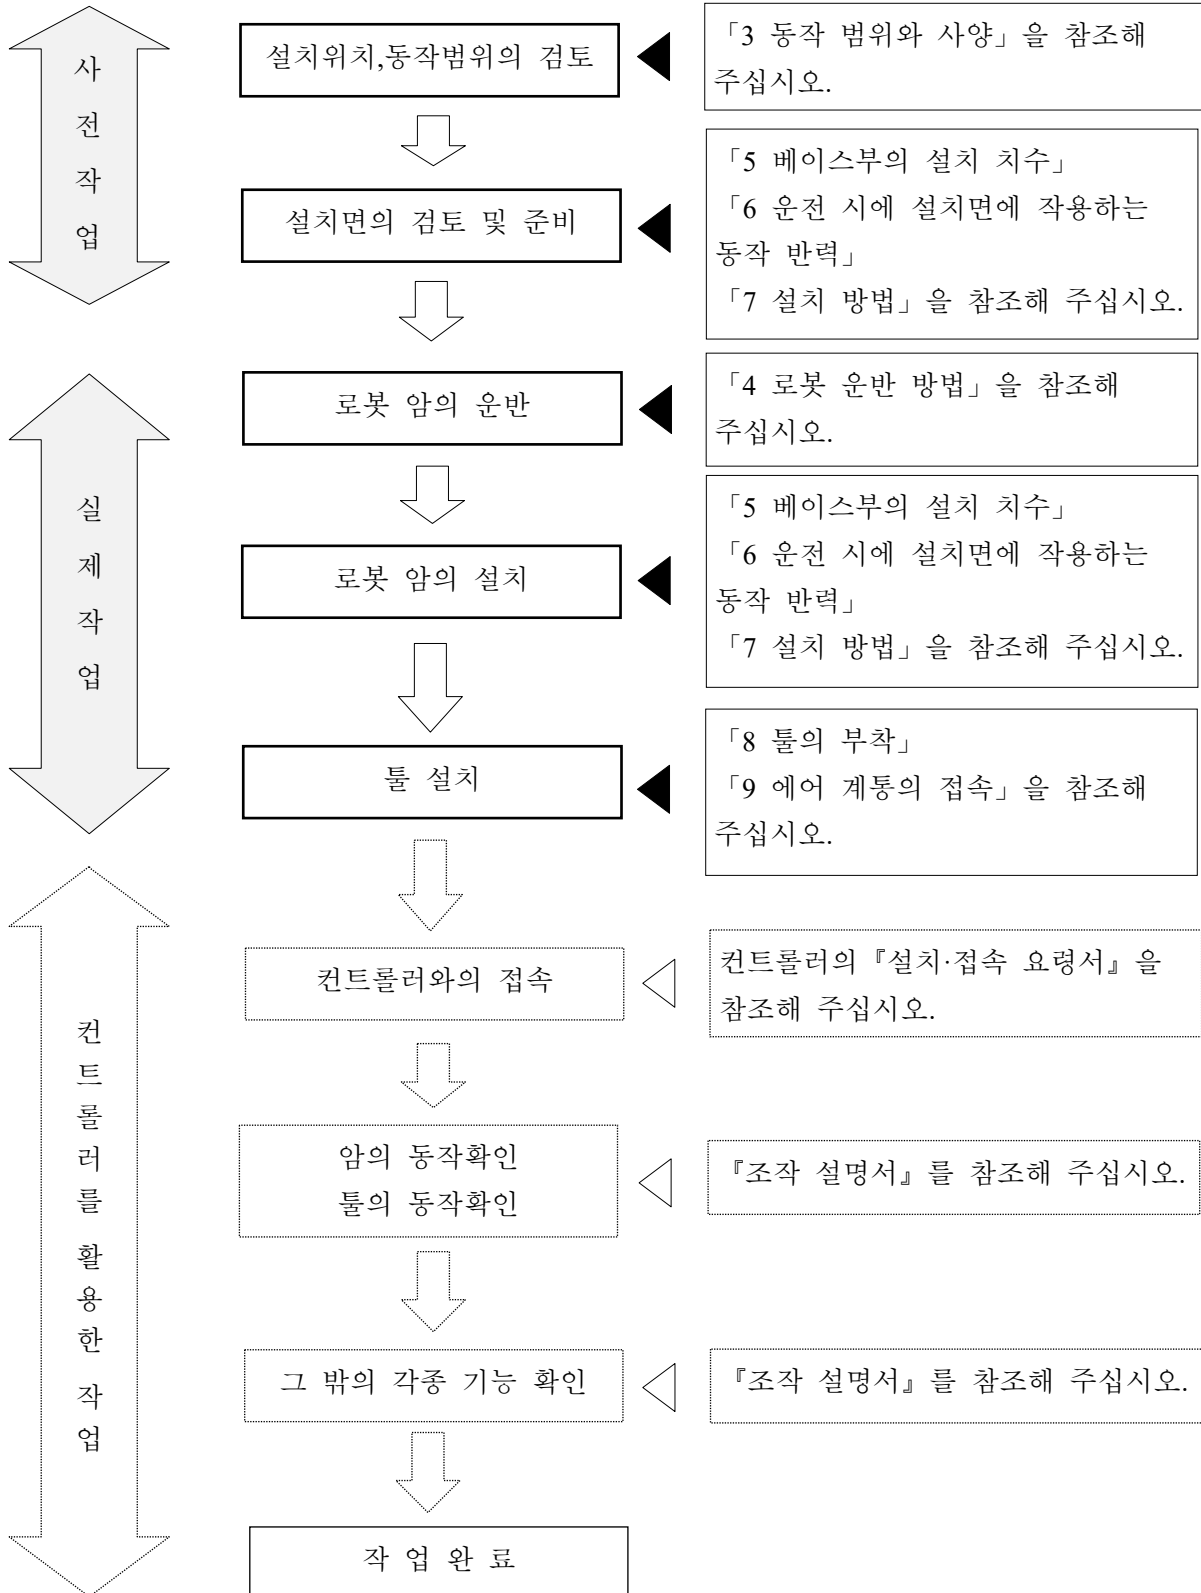 사전작업
설치위치,동작범위의 검토
「3 동작 범위와 사양」을 참조해
주십시오.
설치면의 검토 및 준비
「5 베이스부의 설치 치수」
「6 운전 시에 설치면에 작용하는
동작 반력」
「7 설치 방법」을 참조해 주십시오.
실제작업
로봇 암의 운반
「4 로봇 운반 방법」을 참조해
주십시오.
로봇 암의 설치
「5 베이스부의 설치 치수」
「6 운전 시에 설치면에 작용하는
동작 반력」
「7 설치 방법」을 참조해 주십시오.
툴 설치
「8 툴의 부착」
「9 에어 계통의 접속」을 참조해
주십시오.
컨트롤러를 활용한 작업
컨트롤러와의 접속
컨트롤러의『설치·접속 요령서』을
참조해 주십시오.
암의 동작확인
툴의 동작확인
『조작 설명서』를 참조해 주십시오.
그 밖의 각종 기능 확인
『조작 설명서』를 참조해 주십시오.
작 업 완 료